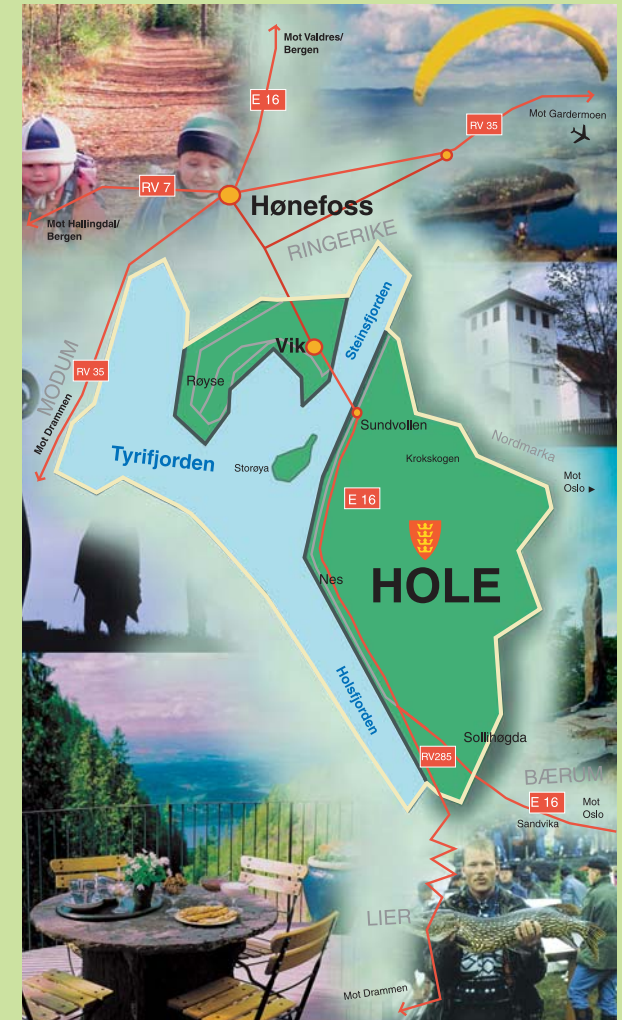 Mot Valdres/
Bergen
E 16
RV 35
Mot Gardermoen
RV 7
Hønefoss
Mot Hallingdal/
Bergen
RINGERIKE
Steinsfjorden
Vik
Røyse
RV 35
MODUM
Mot Drammen
Sundvollen
Tyrifjorden
Storøya
Krokskogen
Nordmarka
Mot
Oslo
E 16
HOLE
Nes
Holsfjorden
Sollihøgda
RV285
BÆRUM
E 16
Mot
Oslo
Sandvika
LIER
Mot Drammen